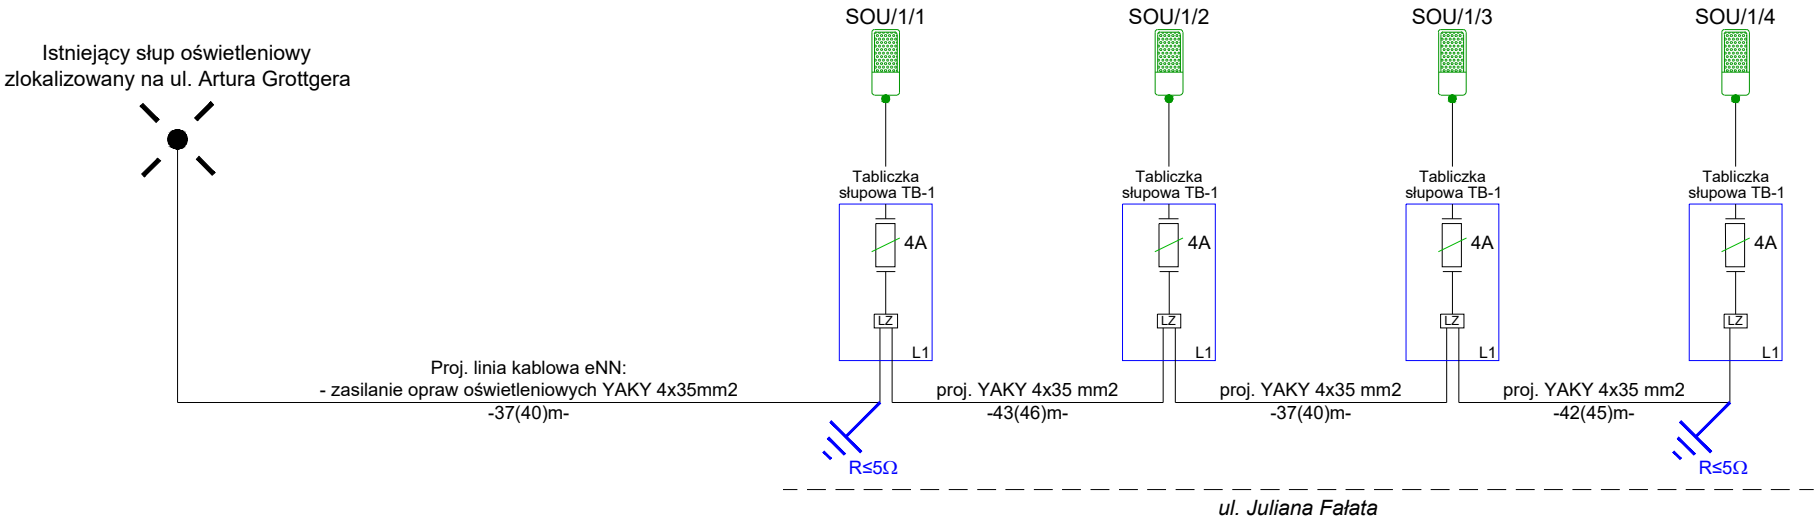 SOU/1/1
SOU/1/2
SOU/1/3
SOU/1/4
Istniejący słup oświetleniowy
zlokalizowany na ul. Artura Grottgera
Tabliczka
słupowa TB-1
4A
LZ
L1
Tabliczka
słupowa TB-1
4A
LZ
L1
Tabliczka
słupowa TB-1
4A
LZ
L1
Tabliczka
słupowa TB-1
4A
LZ
L1
Proj. linia kablowa eNN:
- zasilanie opraw oświetleniowych YAKY 4x35mm2
-37(40)m-
proj. YAKY 4x35 mm2
-43(46)m-
proj. YAKY 4x35 mm2
-37(40)m-
proj. YAKY 4x35 mm2
-42(45)m-
R≤5Ω
R≤5Ω
ul. Juliana Fałata